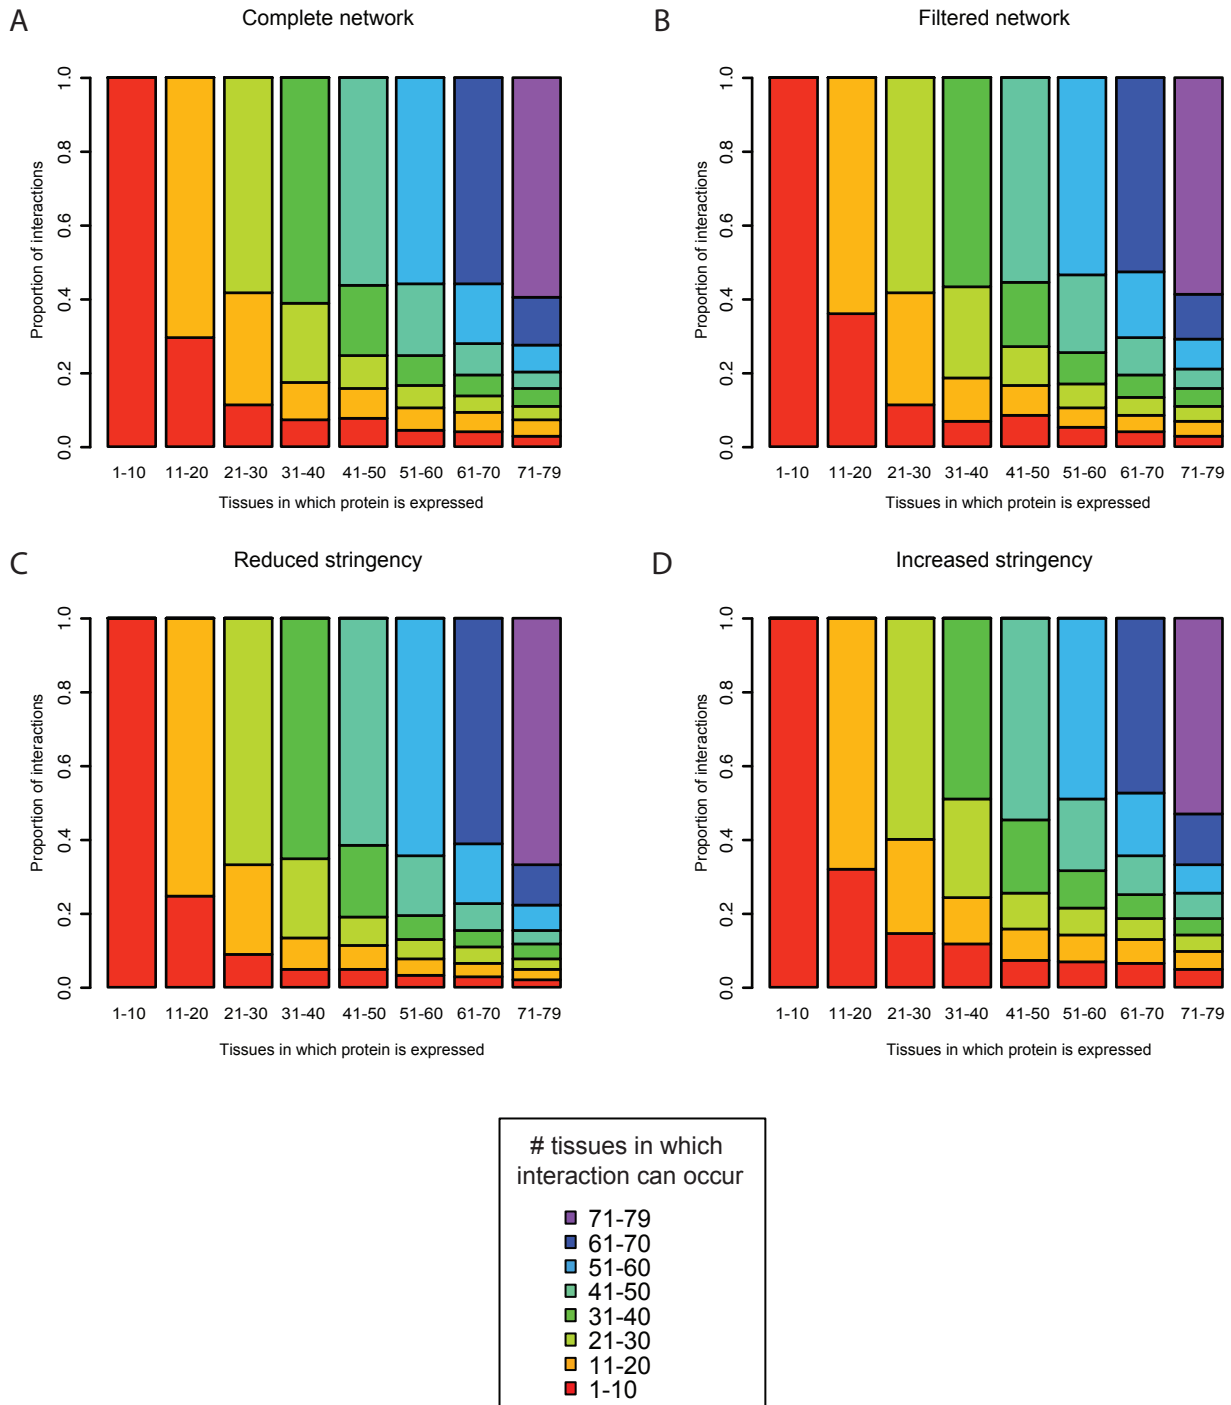 A
Complete network
1.0
0.8
0.6
0.4
0.2
0.0
Proportion of interactions
1-10 11-20 21-30 31-40 41-50 51-60 61-70 71-79
Tissues in which protein is expressed
B
Filtered network
1.0
0.8
0.6
0.4
0.2
0.0
Proportion of interactions
1-10 11-20 21-30 31-40 41-50 51-60 61-70 71-79
Tissues in which protein is expressed
C
Reduced stringency
1.0
0.8
0.6
0.4
0.2
0.0
Proportion of interactions
1-10 11-20 21-30 31-40 41-50 51-60 61-70 71-79
Tissues in which protein is expressed
D
Increased stringency
1.0
0.8
0.6
0.4
0.2
0.0
Proportion of interactions
1-10 11-20 21-30 31-40 41-50 51-60 61-70 71-79
Tissues in which protein is expressed
# tissues in which
interaction can occur
71-79
61-70
51-60
41-50
31-40
21-30
11-20
1-10